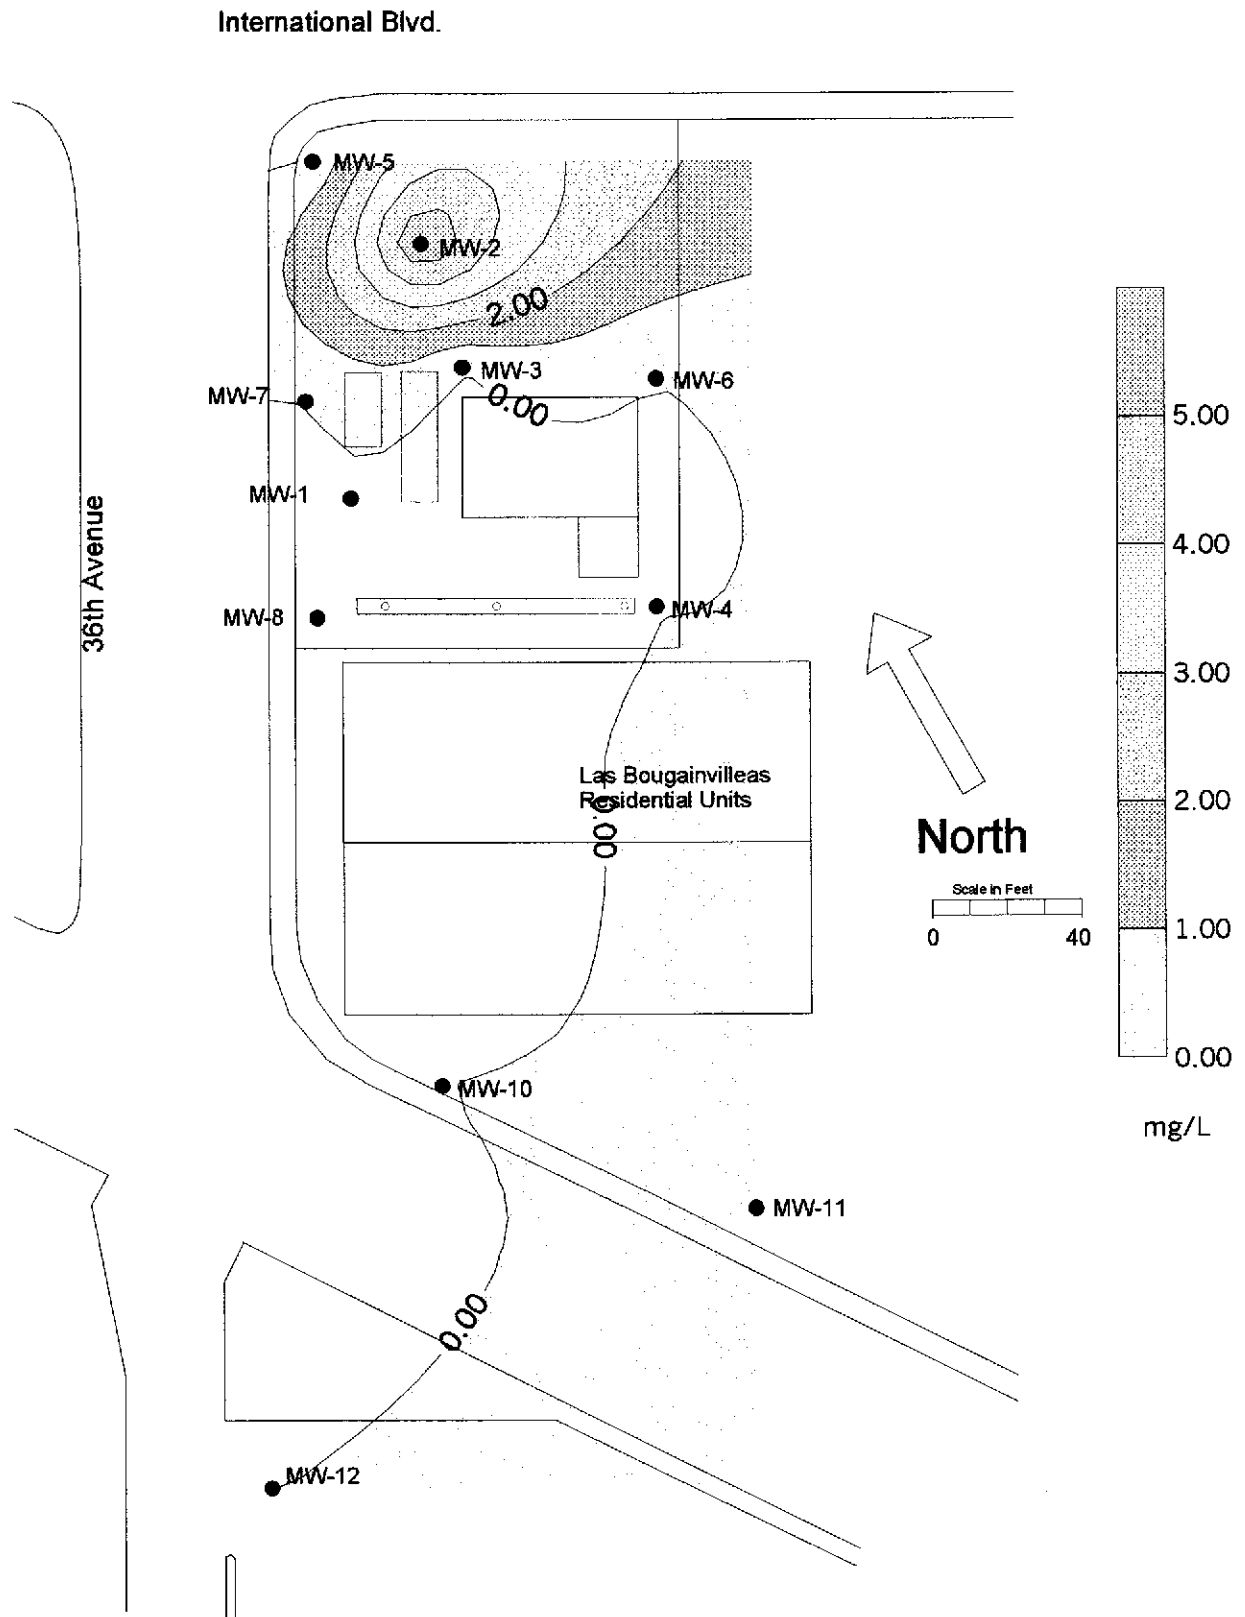 International Blvd.
MW-5
MW-2
2.00
MW-3
MW-6
MW-7
0.00
5.00
MW-1
36th Avenue
4.00
MW-4
MW-8
3.00
Las Bougainvilleas
Residential Units
0.00
2.00
North
Scale in Feet
0
40
1.00
0.00
MW-10
mg/L
MW-11
0.00
MW-12